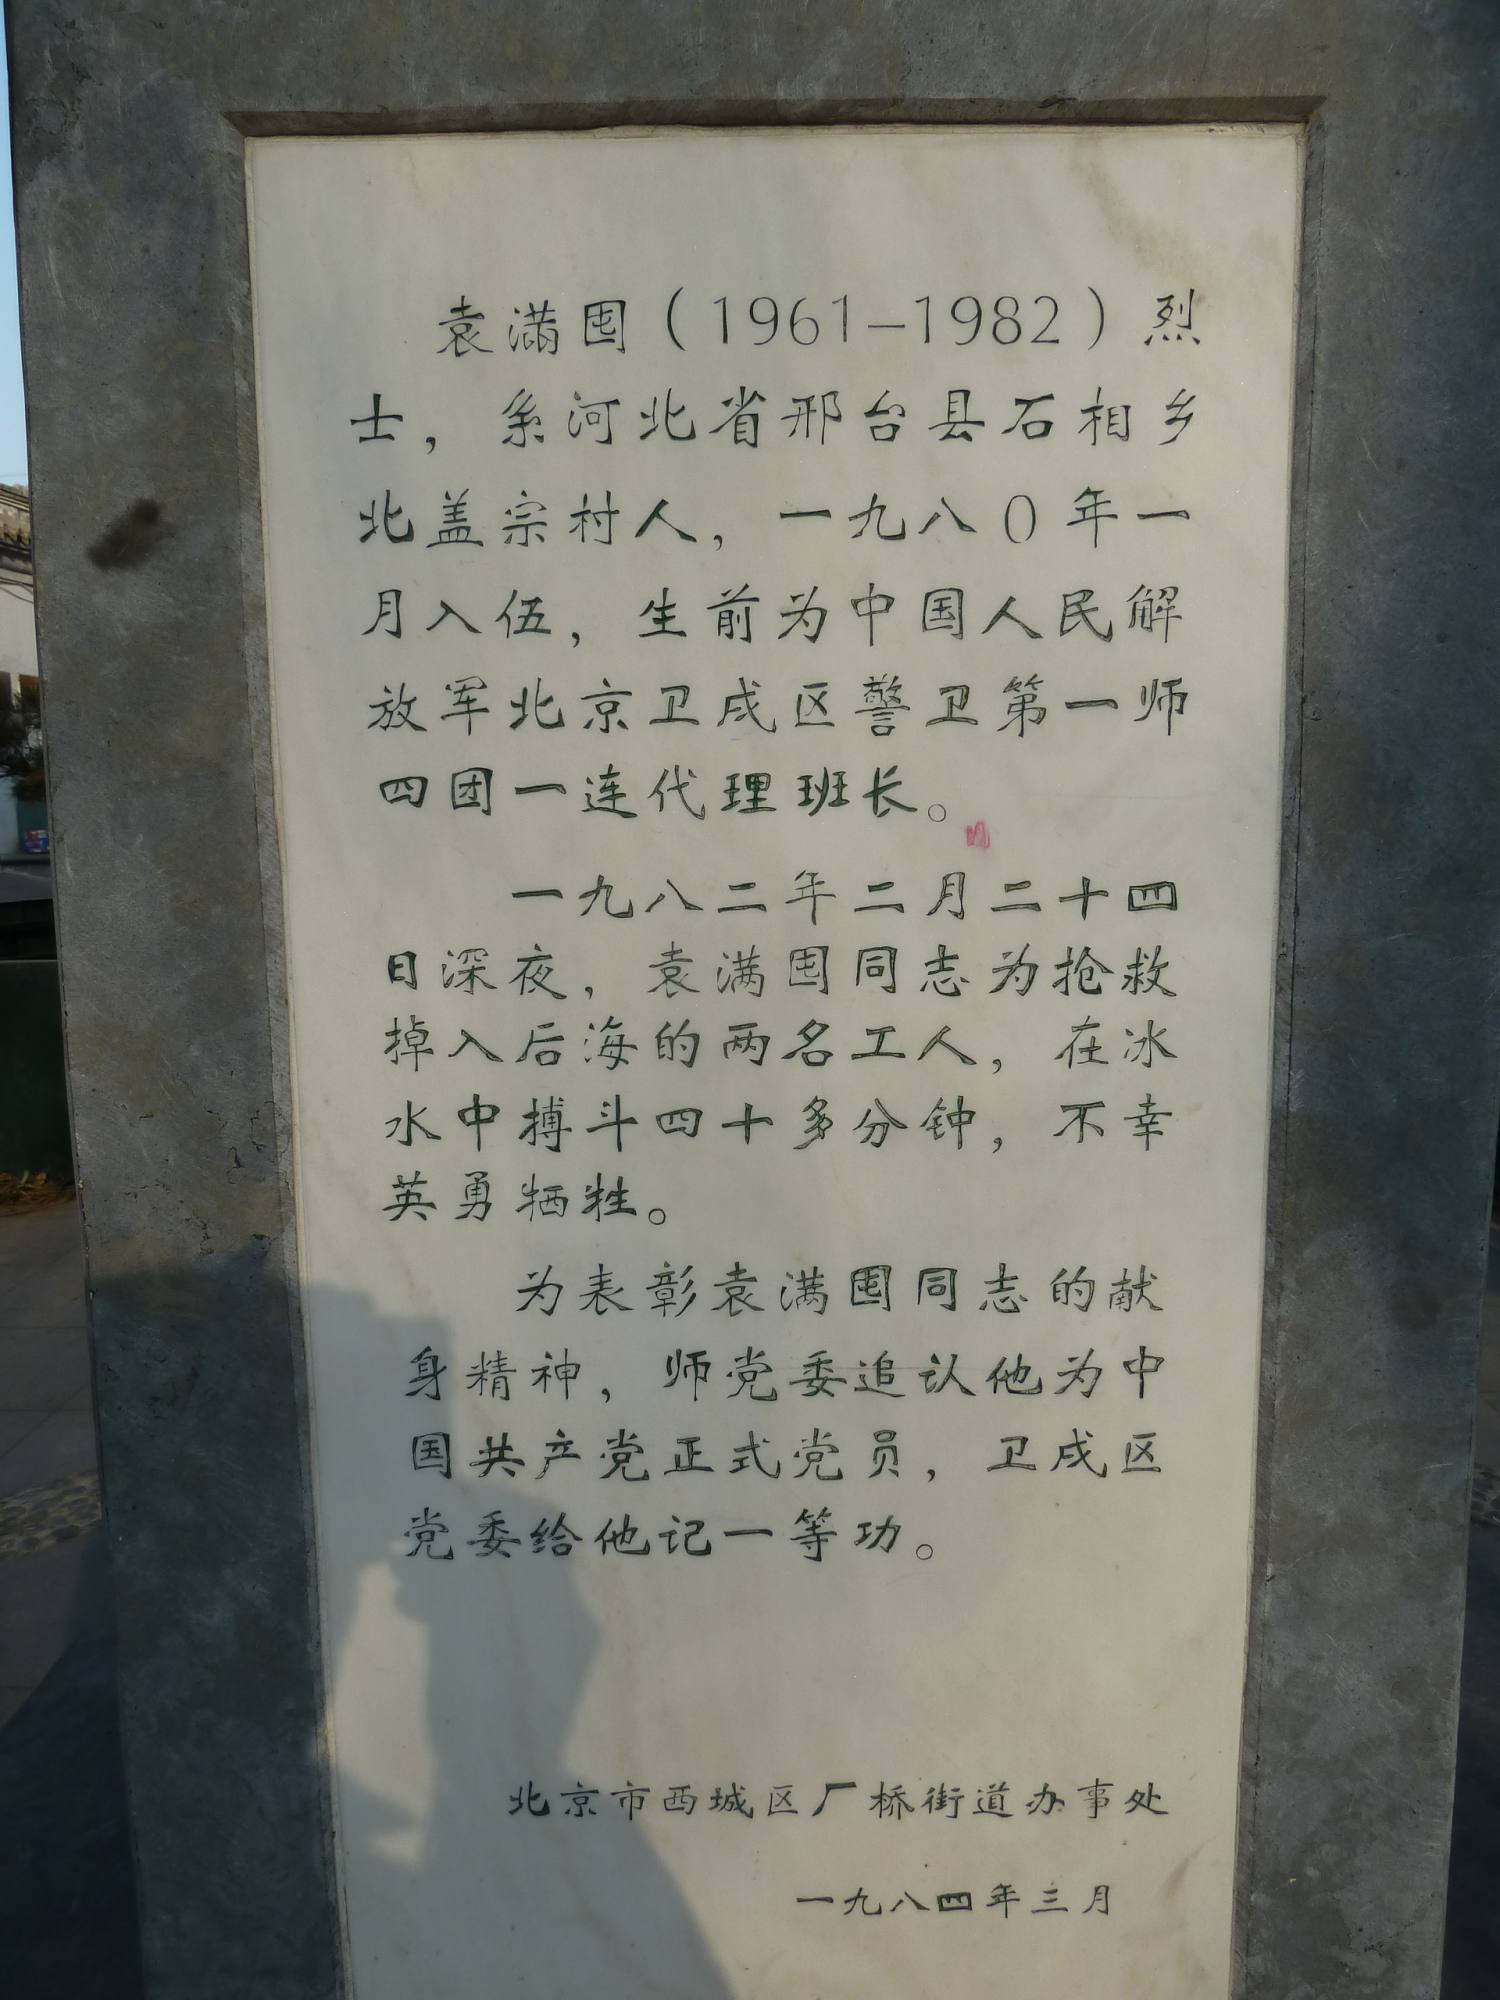 袁满囤（1961—1982）烈
士，系河北省邢台县石相乡
北盖宗村人，一九八〇年一
月入伍，生前为中国人民解
放军北京卫戍区警卫第一师
四团一连代理班长。
一九八二年二月二十四
日深夜，袁满囤同志为抢救
掉入后海的两名工人，在冰
水中搏斗四十多分钟，不幸
英勇牺牲。
为表彰袁满囤同志的献
身精神，师党委追认他为中
国共产党正式党员，卫戍区
党委给他记一等功。
北京市西城区厂桥街道办事处
一九八四年三月